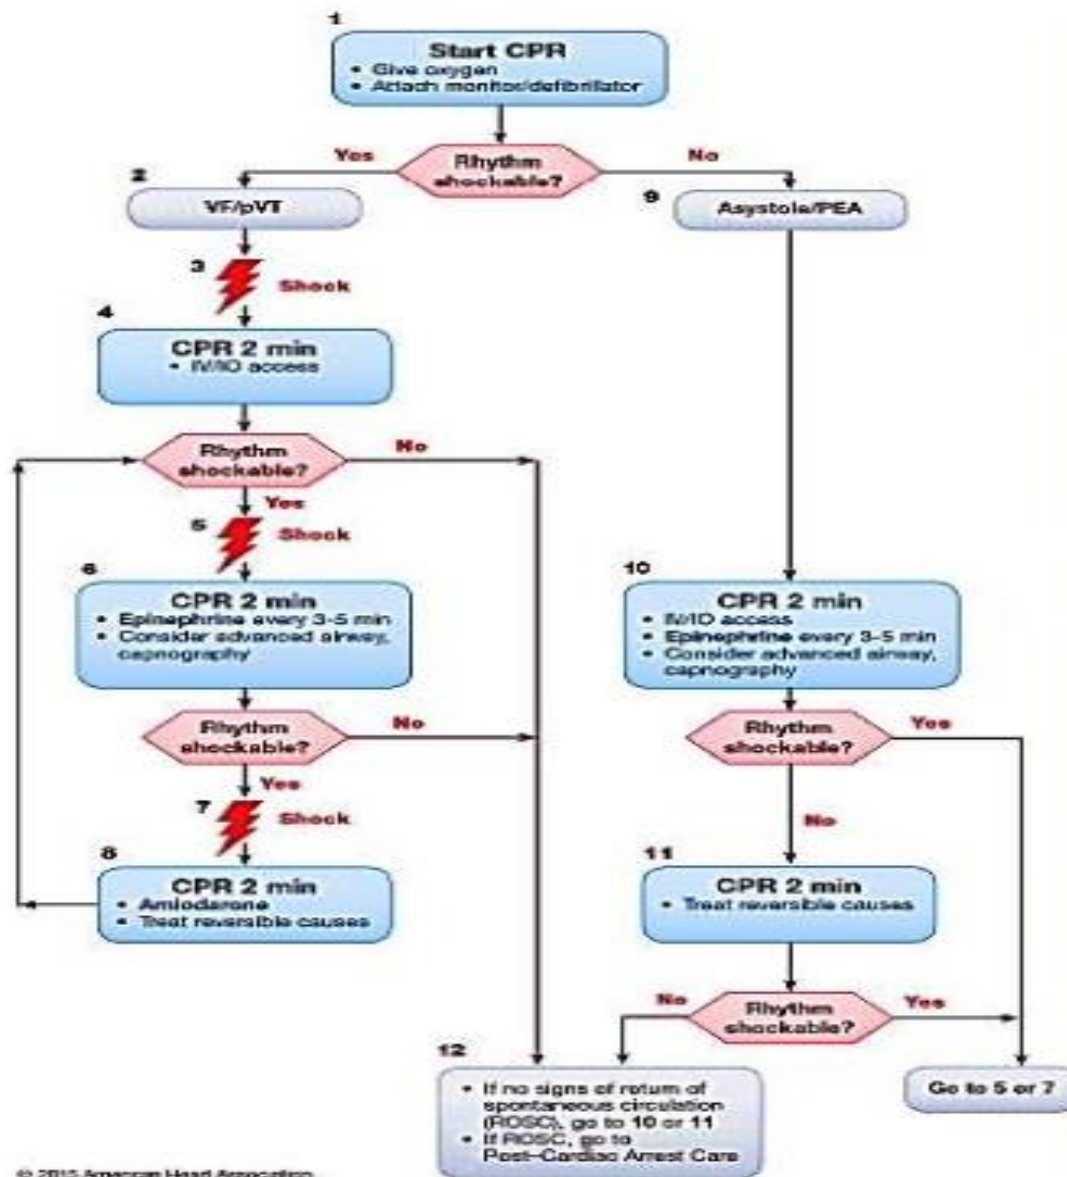 1
Start CPR
• Give oxygen
• Attach monitor/defibrillator
Yes
Rhythm
shockable?
No
2
VF/pVT
9
Asystole/PEA
3
Shock
4
CPR 2 min
• IV/IO access
Rhythm
shockable?
No
Yes
5
Shock
6
CPR 2 min
• Epinephrine every 3-5 min
• Consider advanced airway,
capnography
10
CPR 2 min
• IV/IO access
• Epinephrine every 3-5 min
• Consider advanced airway,
capnography
Rhythm
shockable?
No
Rhythm
shockable?
Yes
Yes
7
Shock
No
8
CPR 2 min
• Amiodarone
• Treat reversible causes
11
CPR 2 min
• Treat reversible causes
No
Rhythm
shockable?
Yes
12
• If no signs of return of
spontaneous circulation
(ROSC), go to 10 or 11
• If ROSC, go to
Post–Cardiac Arrest Care
Go to 5 or 7
© 2015 American Heart Association